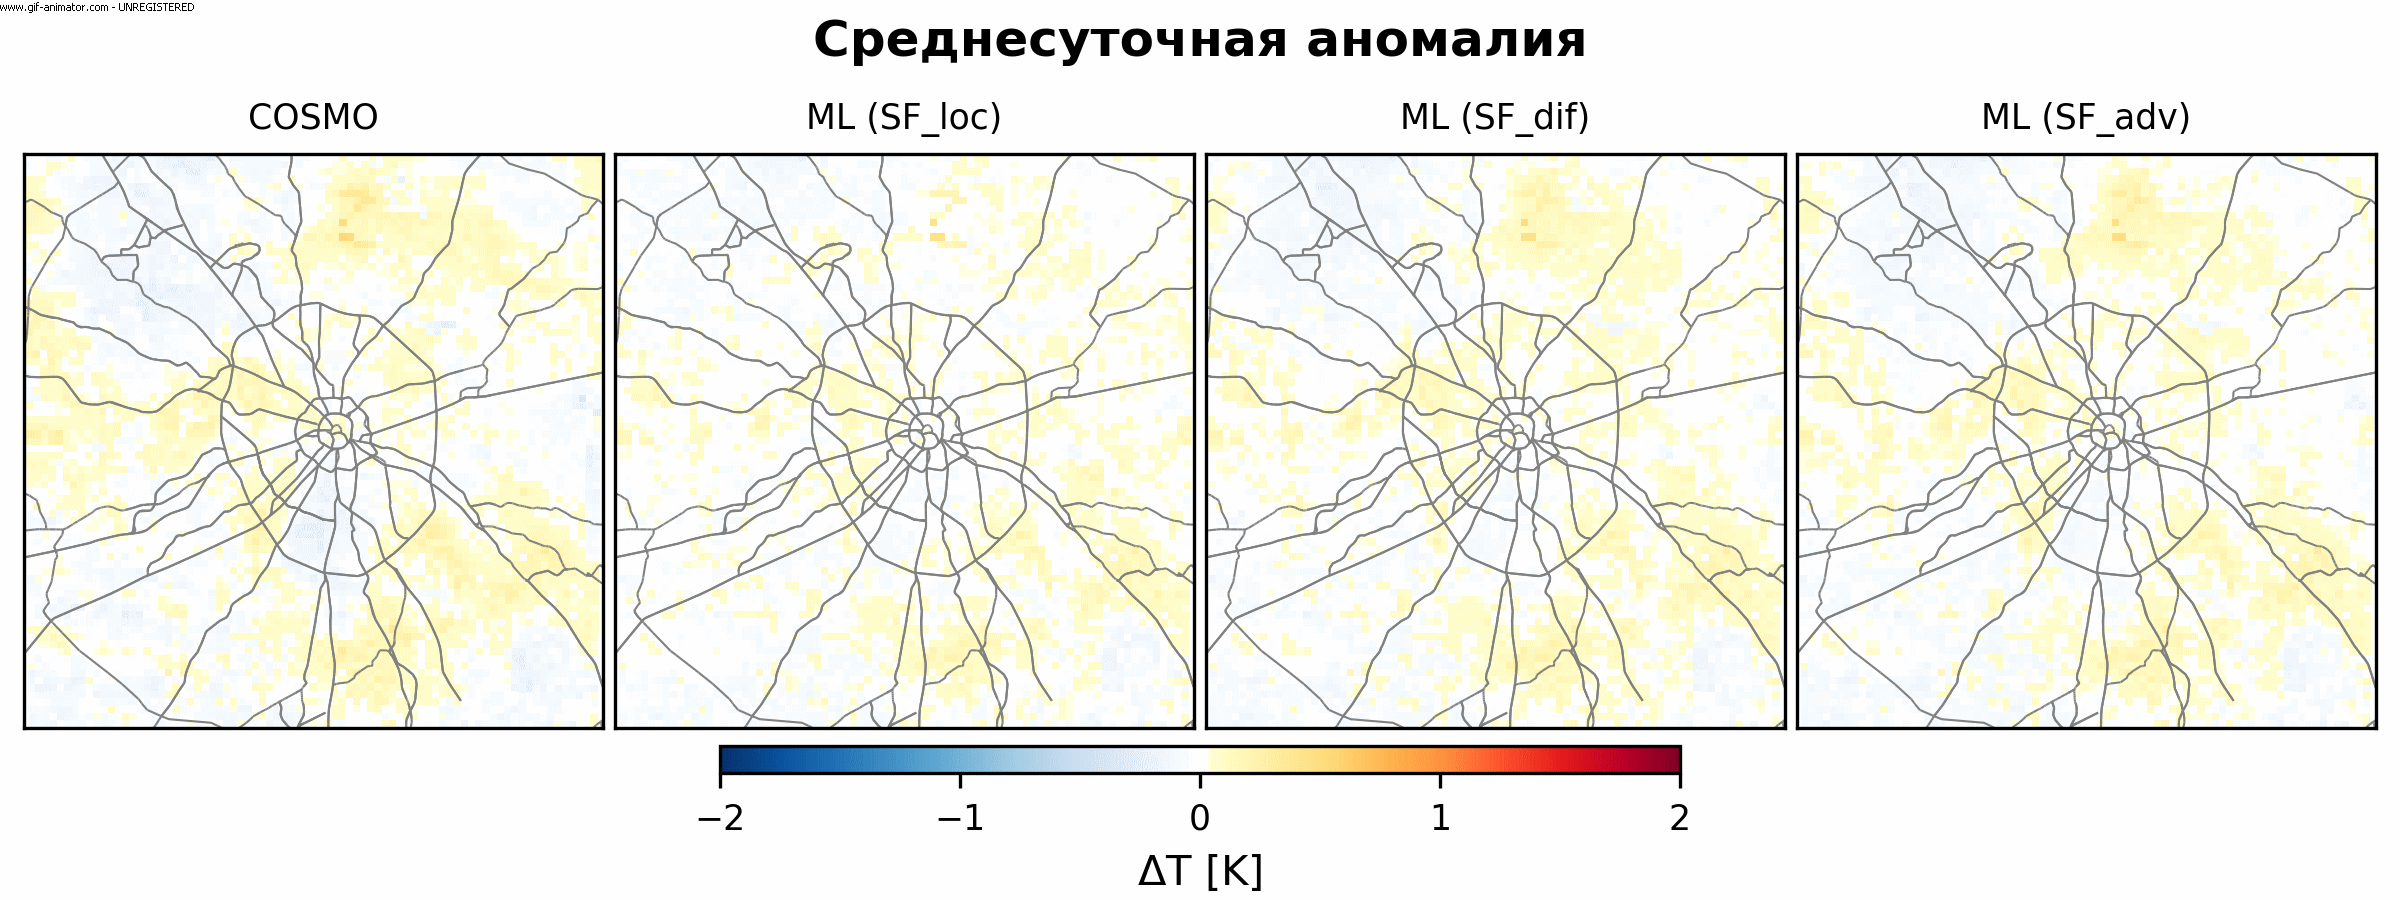 www.gif-animator.com - UNREGISTERED
Среднесуточная аномалия
COSMO ML (SF_loc) ML (SF_dif) ML (SF_adv)
−2 −1 0 1 2
ΔT [K]